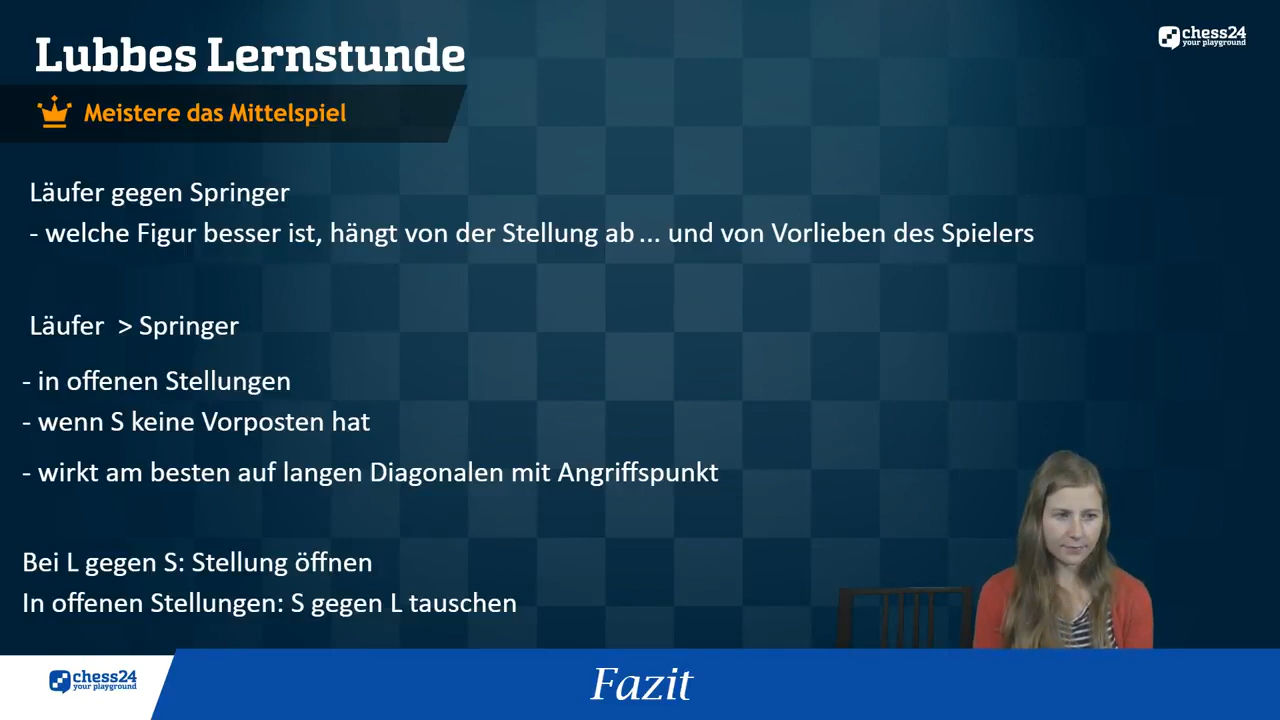 Lubbes Lernstunde
chess24
your playground
Meistere das Mittelspiel
Läufer gegen Springer
- welche Figur besser ist, hängt von der Stellung ab ... und von Vorlieben des Spielers
Läufer > Springer
- in offenen Stellungen
- wenn S keine Vorposten hat
- wirkt am besten auf langen Diagonalen mit Angriffspunkt
Bei L gegen S: Stellung öffnen
In offenen Stellungen: S gegen L tauschen
chess24
your playground
Fazit